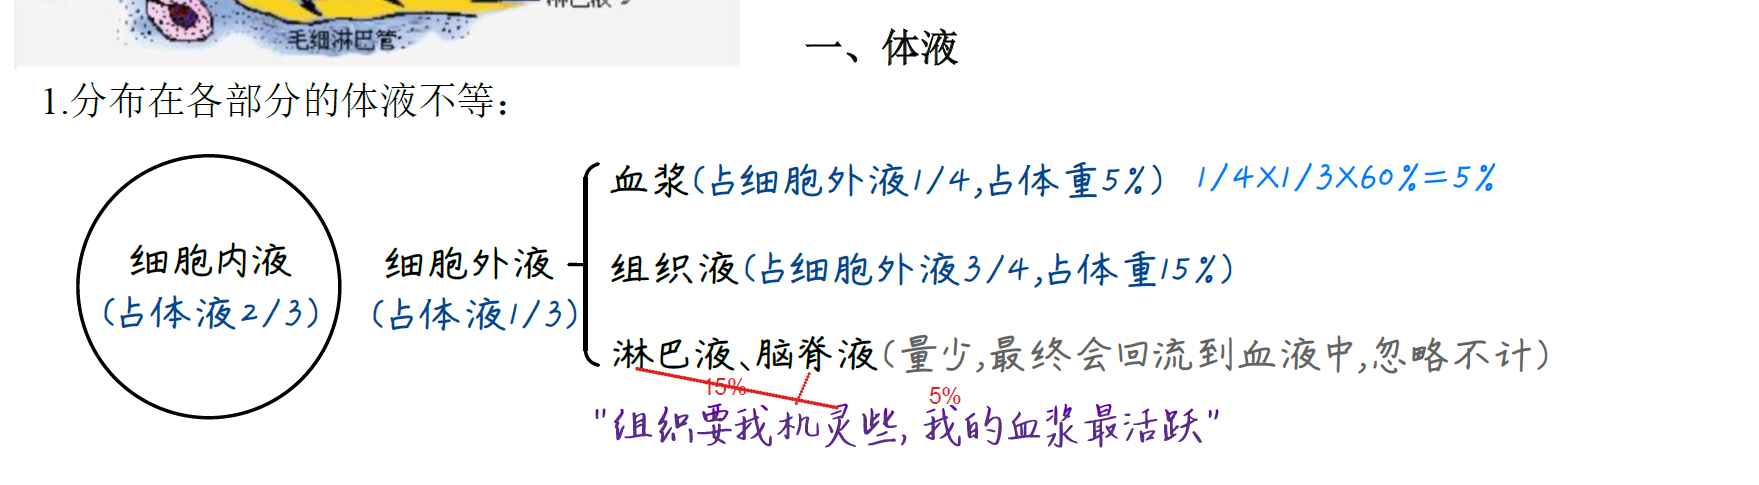 毛细淋巴管
一、体液
1.分布在各部分的体液不等：
血浆(占细胞外液1/4,占体重5%) 1/4X1/3X60%=5%
细胞内液
(占体液2/3)
细胞外液
(占体液1/3)
组织液(占细胞外液3/4,占体重15%)
淋巴液、脑脊液(量少,最终会回流到血液中,忽略不计)
15%
5%
"组织要我机灵些,我的血浆最活跃"